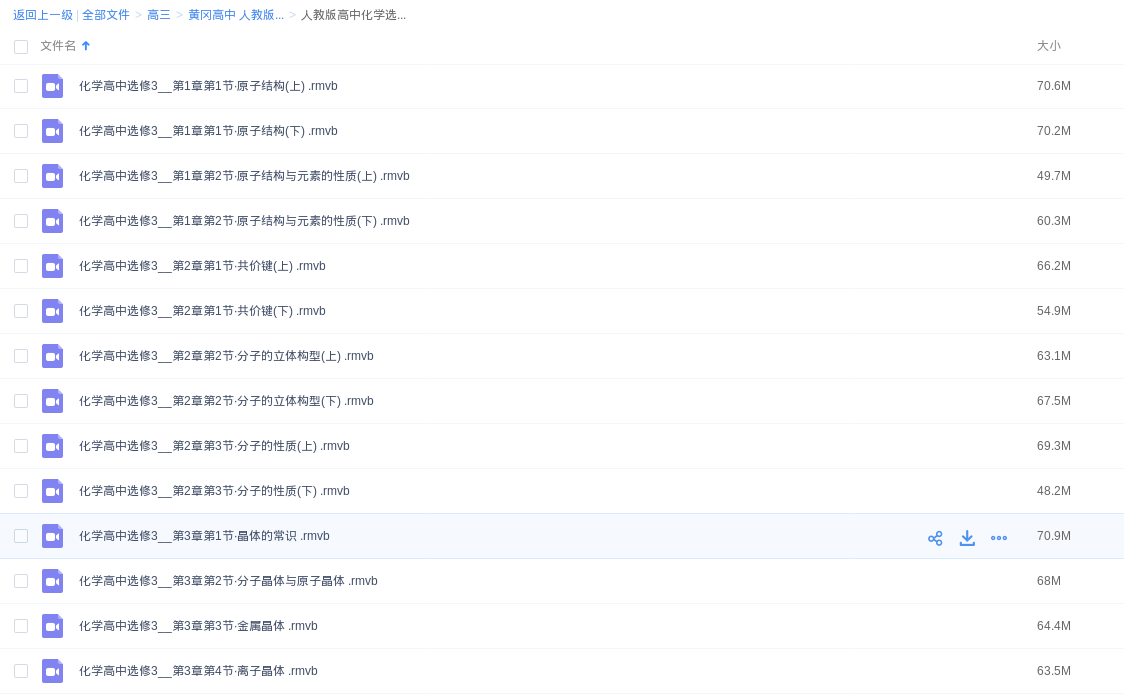 返回上一级 | 全部文件 > 高三 > 黄冈高中 人教版... > 人教版高中化学选...
文件名 大小
化学高中选修3__第1章第1节·原子结构(上) .rmvb 70.6M
化学高中选修3__第1章第1节·原子结构(下) .rmvb 70.2M
化学高中选修3__第1章第2节·原子结构与元素的性质(上) .rmvb 49.7M
化学高中选修3__第1章第2节·原子结构与元素的性质(下) .rmvb 60.3M
化学高中选修3__第2章第1节·共价键(上) .rmvb 66.2M
化学高中选修3__第2章第1节·共价键(下) .rmvb 54.9M
化学高中选修3__第2章第2节·分子的立体构型(上) .rmvb 63.1M
化学高中选修3__第2章第2节·分子的立体构型(下) .rmvb 67.5M
化学高中选修3__第2章第3节·分子的性质(上) .rmvb 69.3M
化学高中选修3__第2章第3节·分子的性质(下) .rmvb 48.2M
化学高中选修3__第3章第1节·晶体的常识 .rmvb 70.9M
化学高中选修3__第3章第2节·分子晶体与原子晶体 .rmvb 68M
化学高中选修3__第3章第3节·金属晶体 .rmvb 64.4M
化学高中选修3__第3章第4节·离子晶体 .rmvb 63.5M